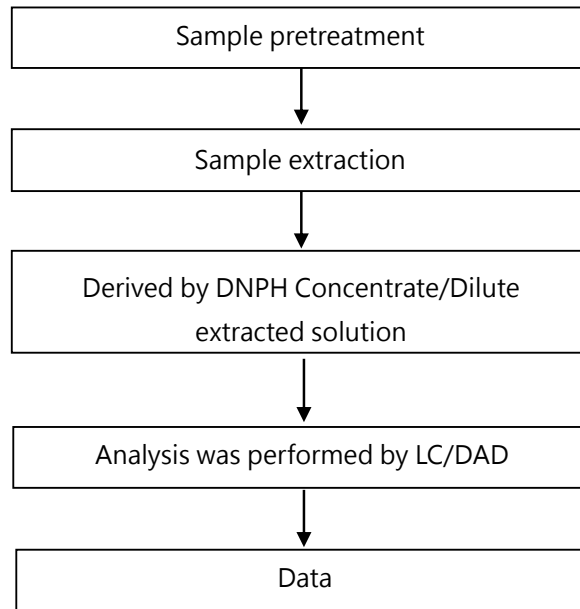 Sample pretreatment
Sample extraction
Derived by DNPH Concentrate/Dilute
extracted solution
Analysis was performed by LC/DAD
Data